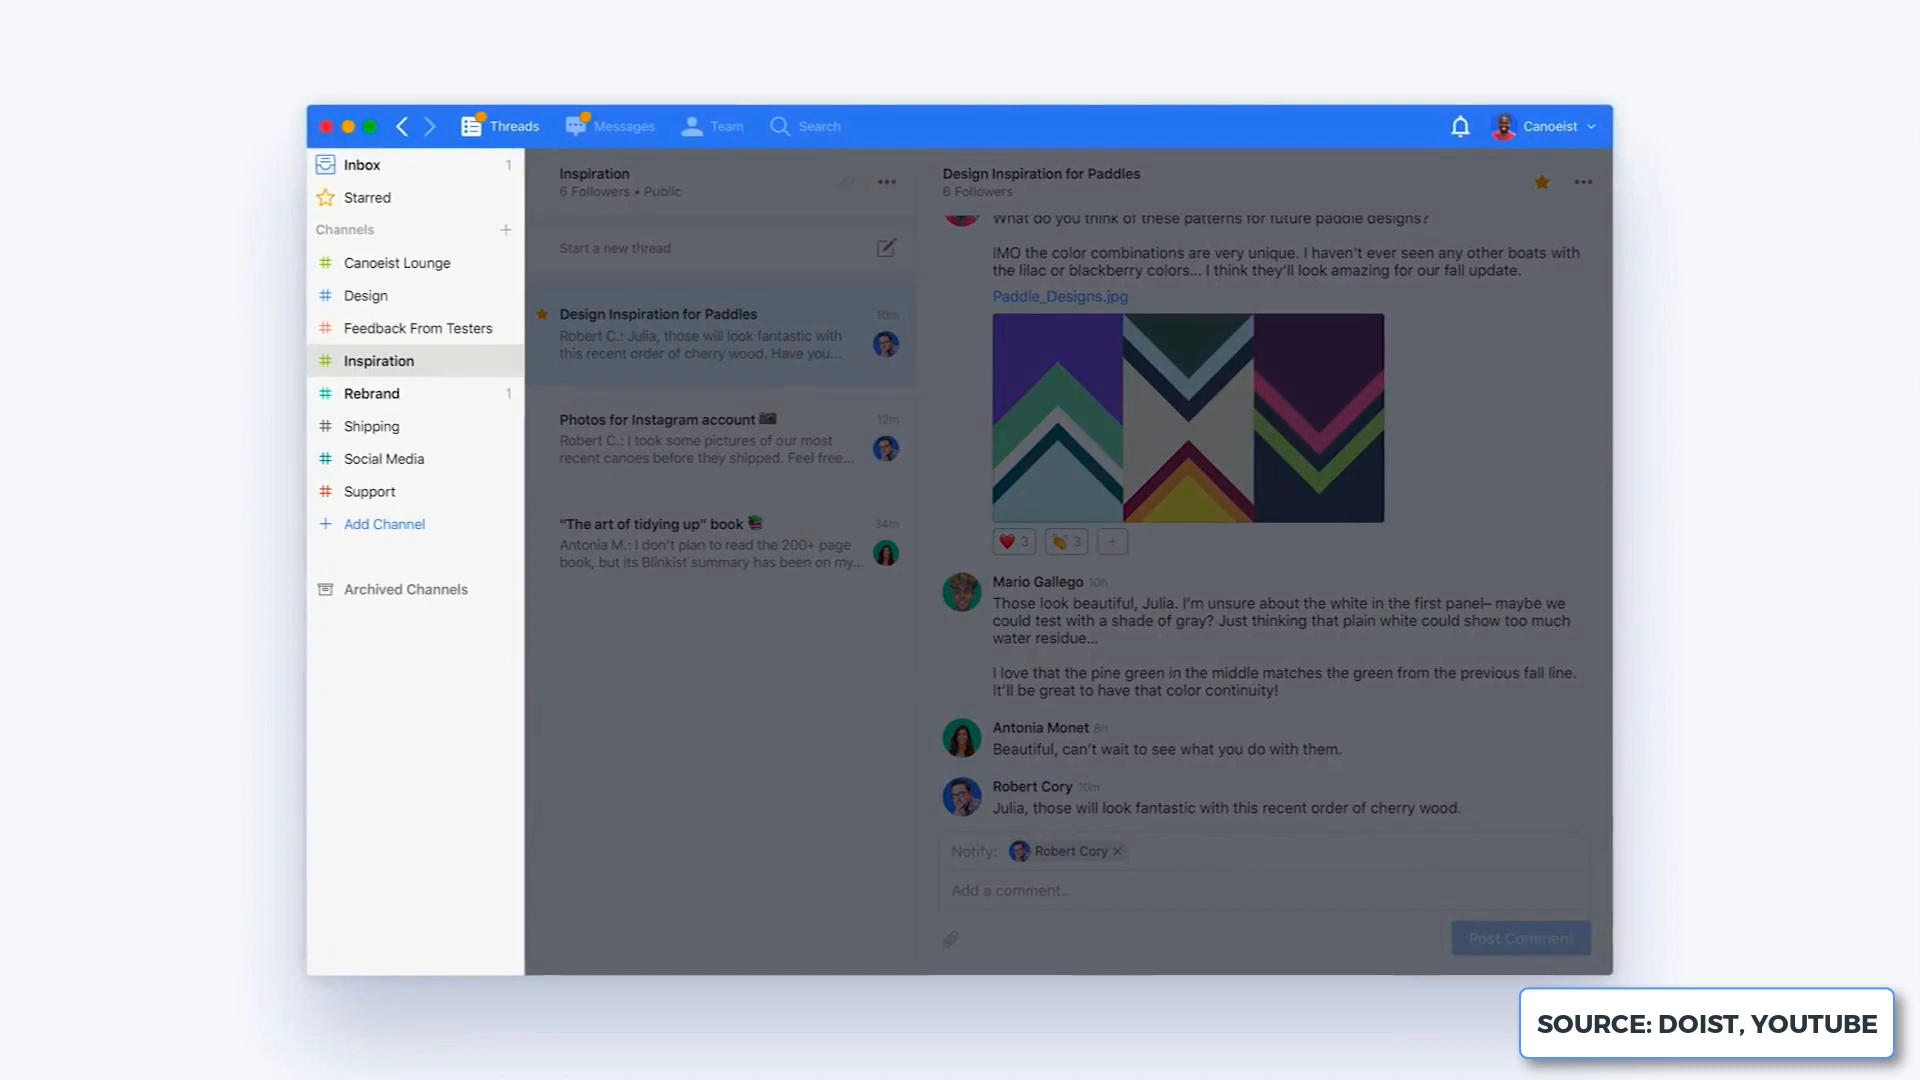 Threads
Messages
Team
Search
Canoeist
Inbox 1
Starred
Channels
Canoeist Lounge
Design
Feedback From Testers
Inspiration
Rebrand 1
Shipping
Social Media
Support
Add Channel
Archived Channels
Inspiration
6 Followers • Public
Start a new thread
Design Inspiration for Paddles 10m
Robert C.: Julia, those will look fantastic with
this recent order of cherry wood. Have you...
Photos for Instagram account 12m
Robert C.: I took some pictures of our most
recent canoes before they shipped. Feel free...
"The art of tidying up" book 34m
Antonia M.: I don't plan to read the 200+ page
book, but its Blinkist summary has been on my...
Design Inspiration for Paddles
6 Followers
What do you think of these patterns for future paddle designs?
IMO the color combinations are very unique. I haven't ever seen any other boats with
the lilac or blackberry colors... I think they'll look amazing for our fall update.
Paddle_Designs.jpg
3 3
Mario Gallego 10h
Those look beautiful, Julia. I'm unsure about the white in the first panel– maybe we
could test with a shade of gray? Just thinking that plain white could show too much
water residue...
I love that the pine green in the middle matches the green from the previous fall line.
It'll be great to have that color continuity!
Antonia Monet 8h
Beautiful, can't wait to see what you do with them.
Robert Cory 10m
Julia, those will look fantastic with this recent order of cherry wood.
Notify: Robert Cory
Add a comment...
Post Comment
SOURCE: DOIST, YOUTUBE